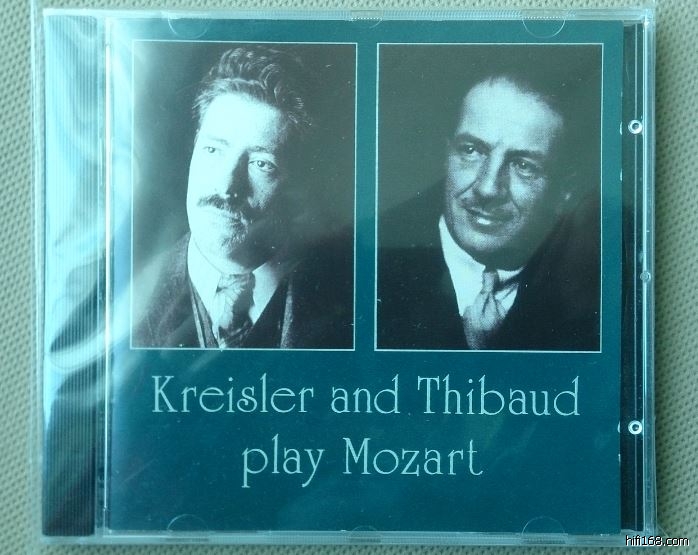 Kreisler and Thibaud
play Mozart
hifi168.com